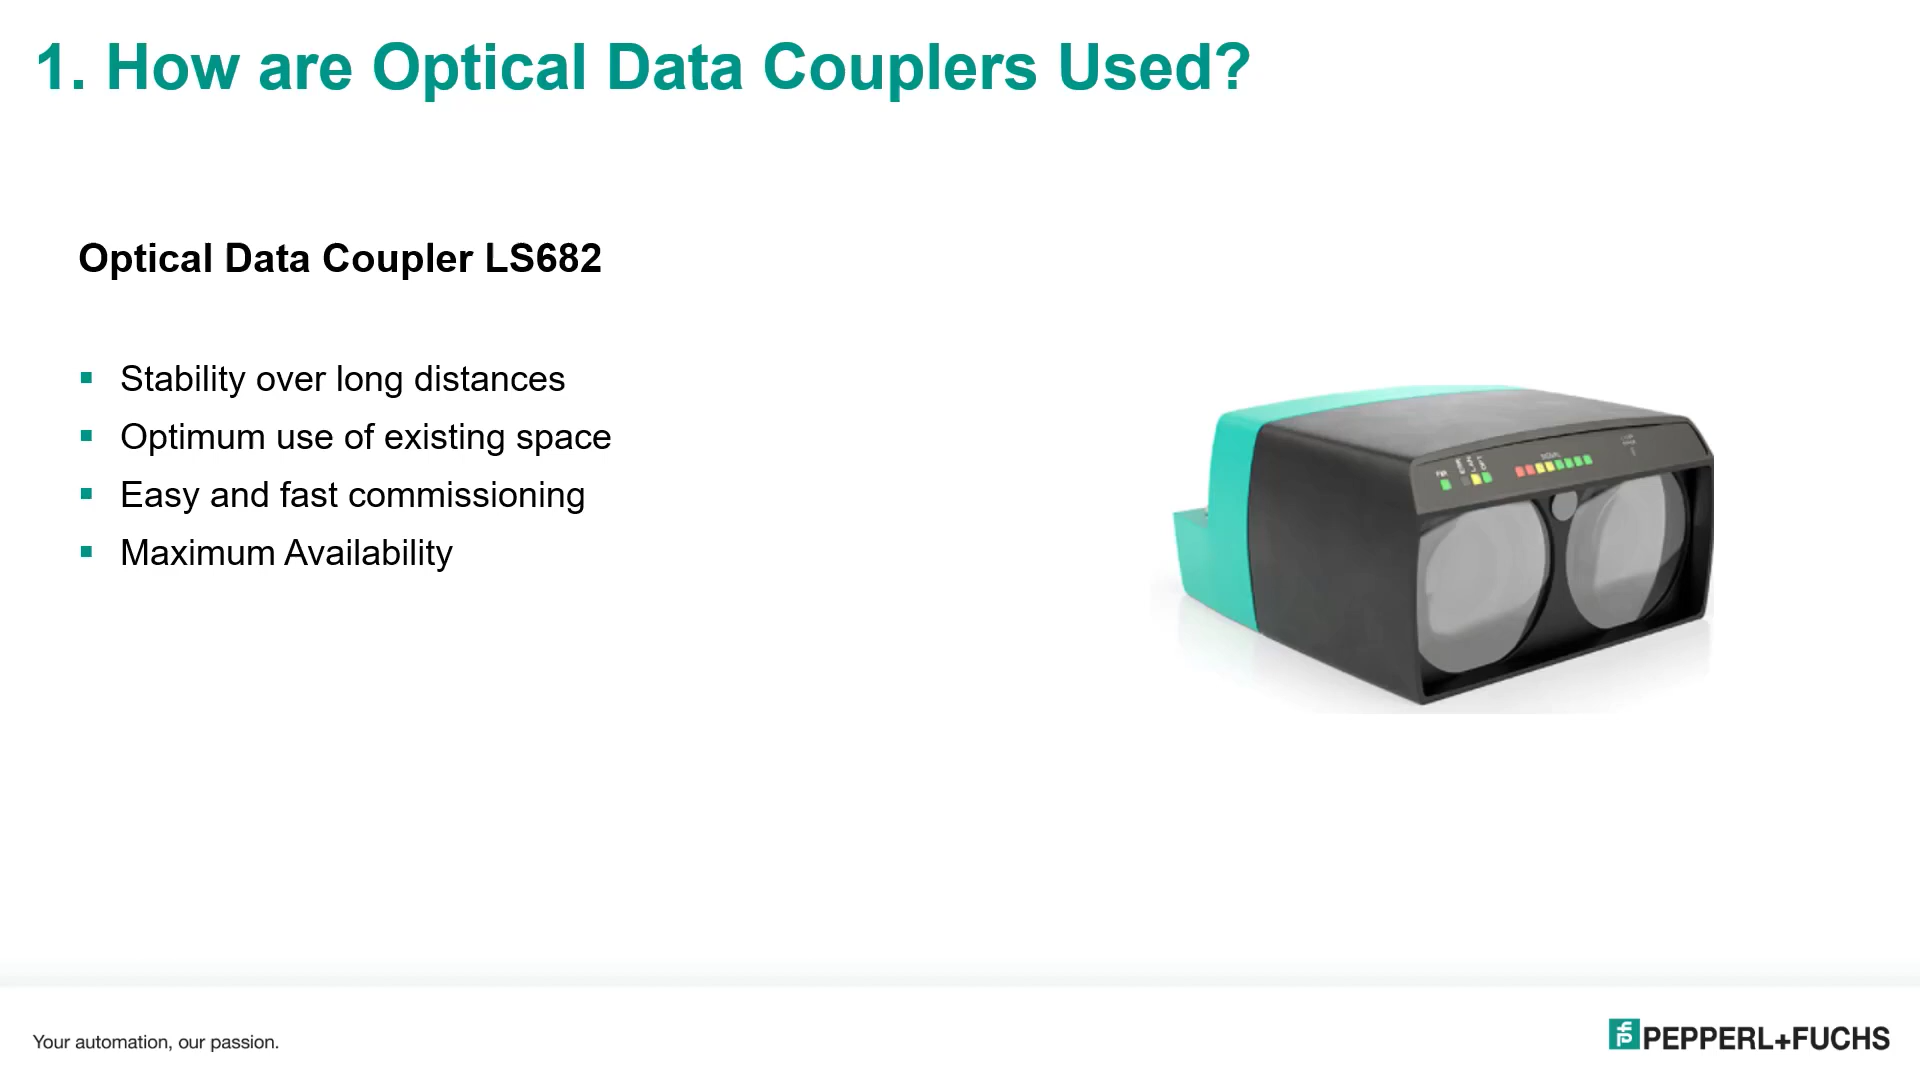 1. How are Optical Data Couplers Used?
Optical Data Coupler LS682
Stability over long distances
Optimum use of existing space
Easy and fast commissioning
Maximum Availability
Your automation, our passion.
PEPPERL+FUCHS